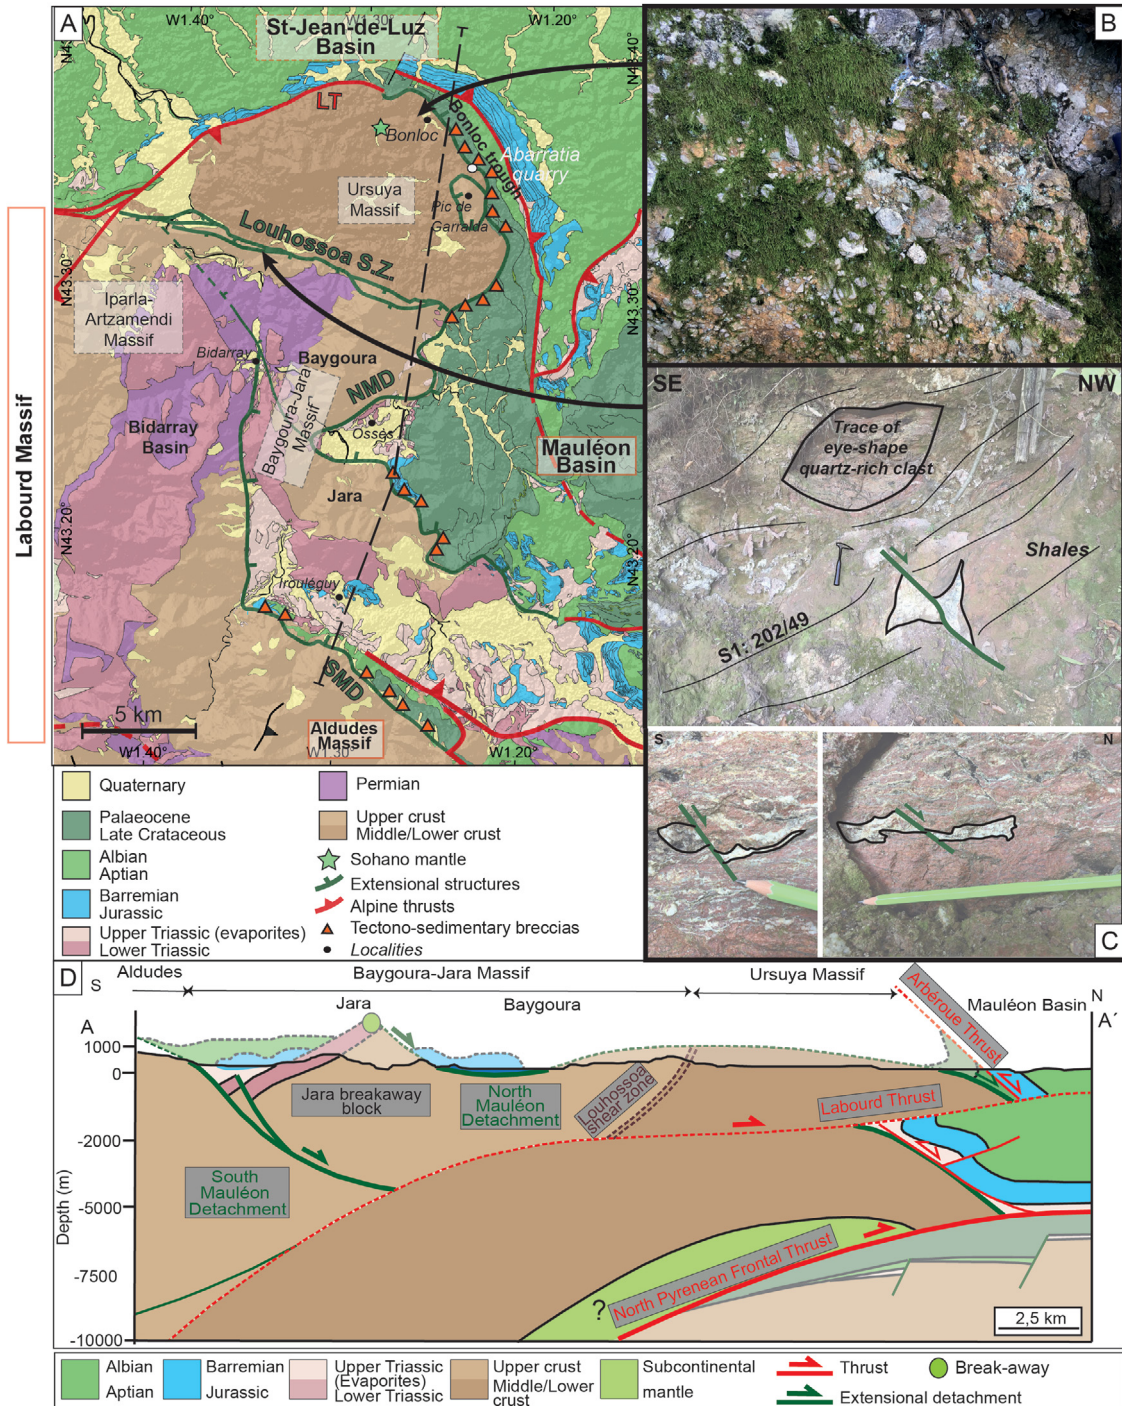 A
W1.40°
W1.30°
W1.20°
St-Jean-de-Luz
Basin
N43.40°
LT
Bonloc
Bonloc trough
Abarratia
quarry
Ursuya
Massif
Pic de
Garralda
Louhossoa S.Z.
N43.30°
N43.30°
Iparla-
Artzamendi
Massif
Bidarray
Baygoura
NMD
Baygoura-Jara
Massif
Bidarray
Basin
Ossès
Mauléon
Basin
Jara
Labourd Massif
N43.20°
N43.20°
Irouléguy
SMD
5 km
Aldudes
Massif
W1.40°
W1.30°
W1.20°
Quaternary
Palaeocene
Late Crataceous
Albian
Aptian
Barremian
Jurassic
Upper Triassic (evaporites)
Lower Triassic
Permian
Upper crust
Middle/Lower crust
Sohano mantle
Extensional structures
Alpine thrusts
Tectono-sedimentary breccias
Localities
B
SE
NW
Trace of
eye-shape
quartz-rich clast
Shales
S1: 202/49
S
N
C
D
Aldudes
Baygoura-Jara Massif
Ursuya Massif
S
Jara
Baygoura
Mauléon Basin
N
A
A´
Arbéroue Thrust
1000
0
-2000
-5000
-7500
-10000
Depth (m)
Jara breakaway
block
North
Mauléon
Detachment
Louhossoa
shear zone
Labourd Thrust
South
Mauléon
Detachment
North Pyrenean Frontal Thrust
?
2,5 km
Albian
Aptian
Barremian
Jurassic
Upper Triassic
(Evaporites)
Lower Triassic
Upper crust
Middle/Lower
crust
Subcontinental
mantle
Thrust
Extensional detachment
Break-away